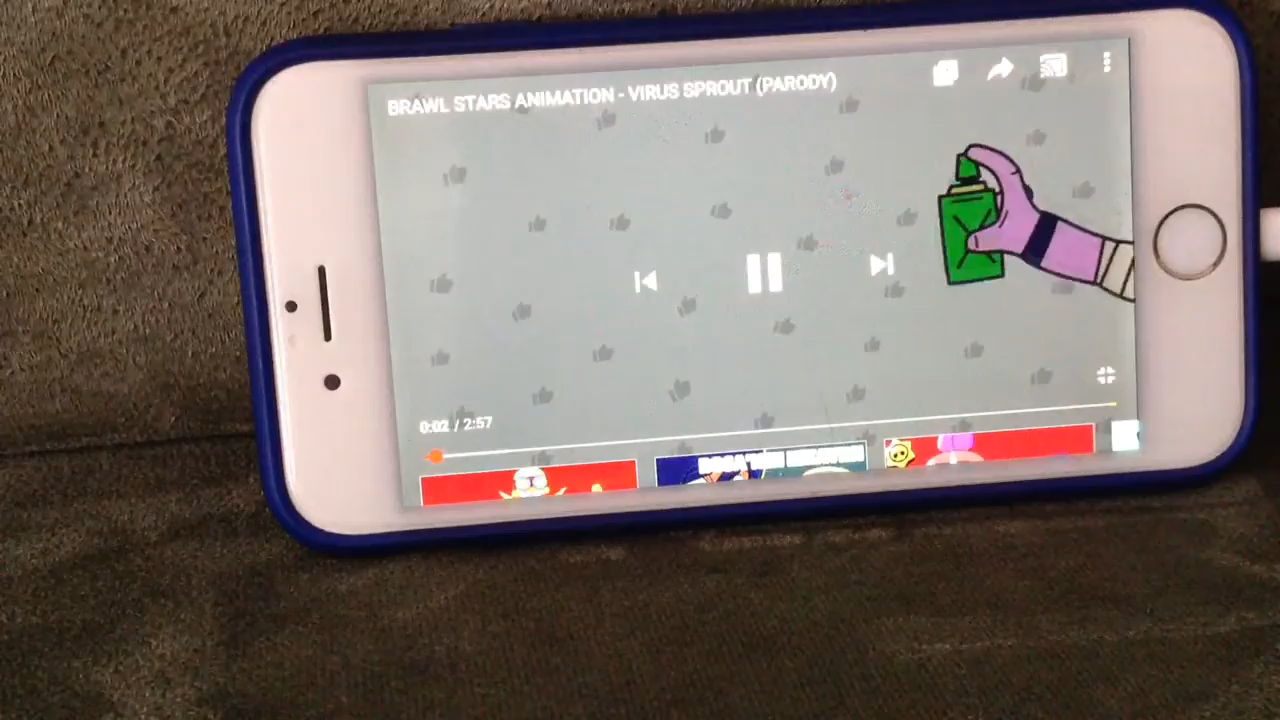 BRAWL STARS ANIMATION - VIRUS SPROUT (PARODY)
0:02 / 2:57